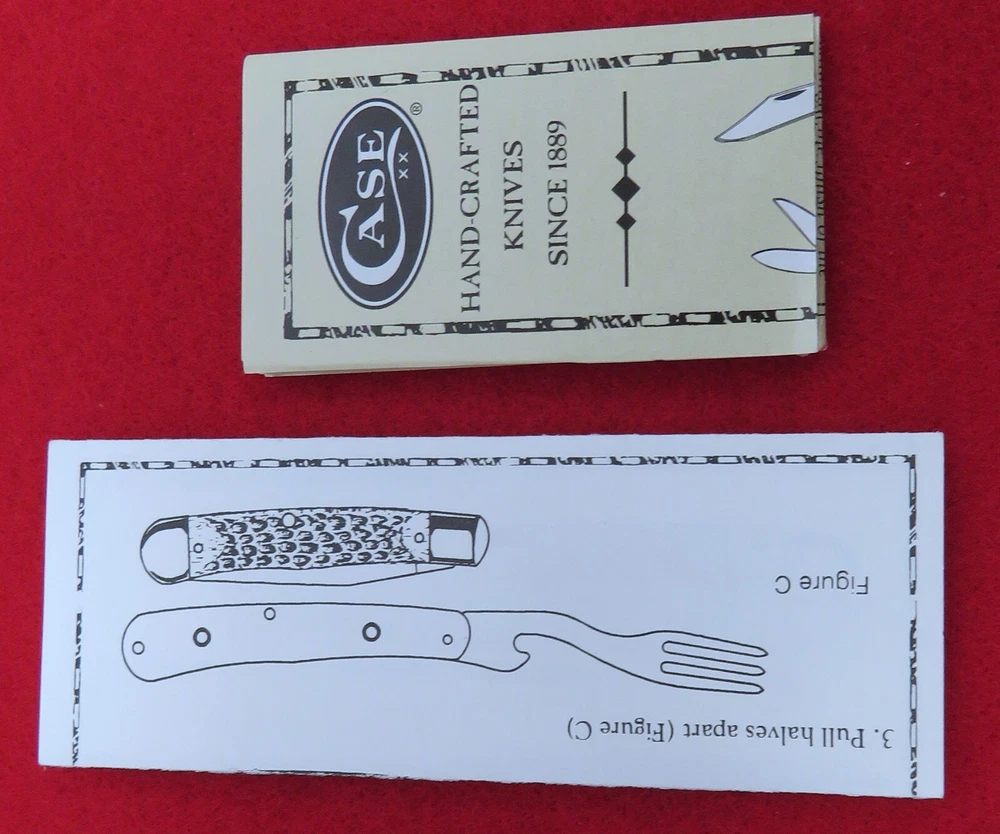 CASE ®
XX
HAND-CRAFTED
KNIVES
SINCE 1889
3. Pull halves apart (Figure C)
Figure C